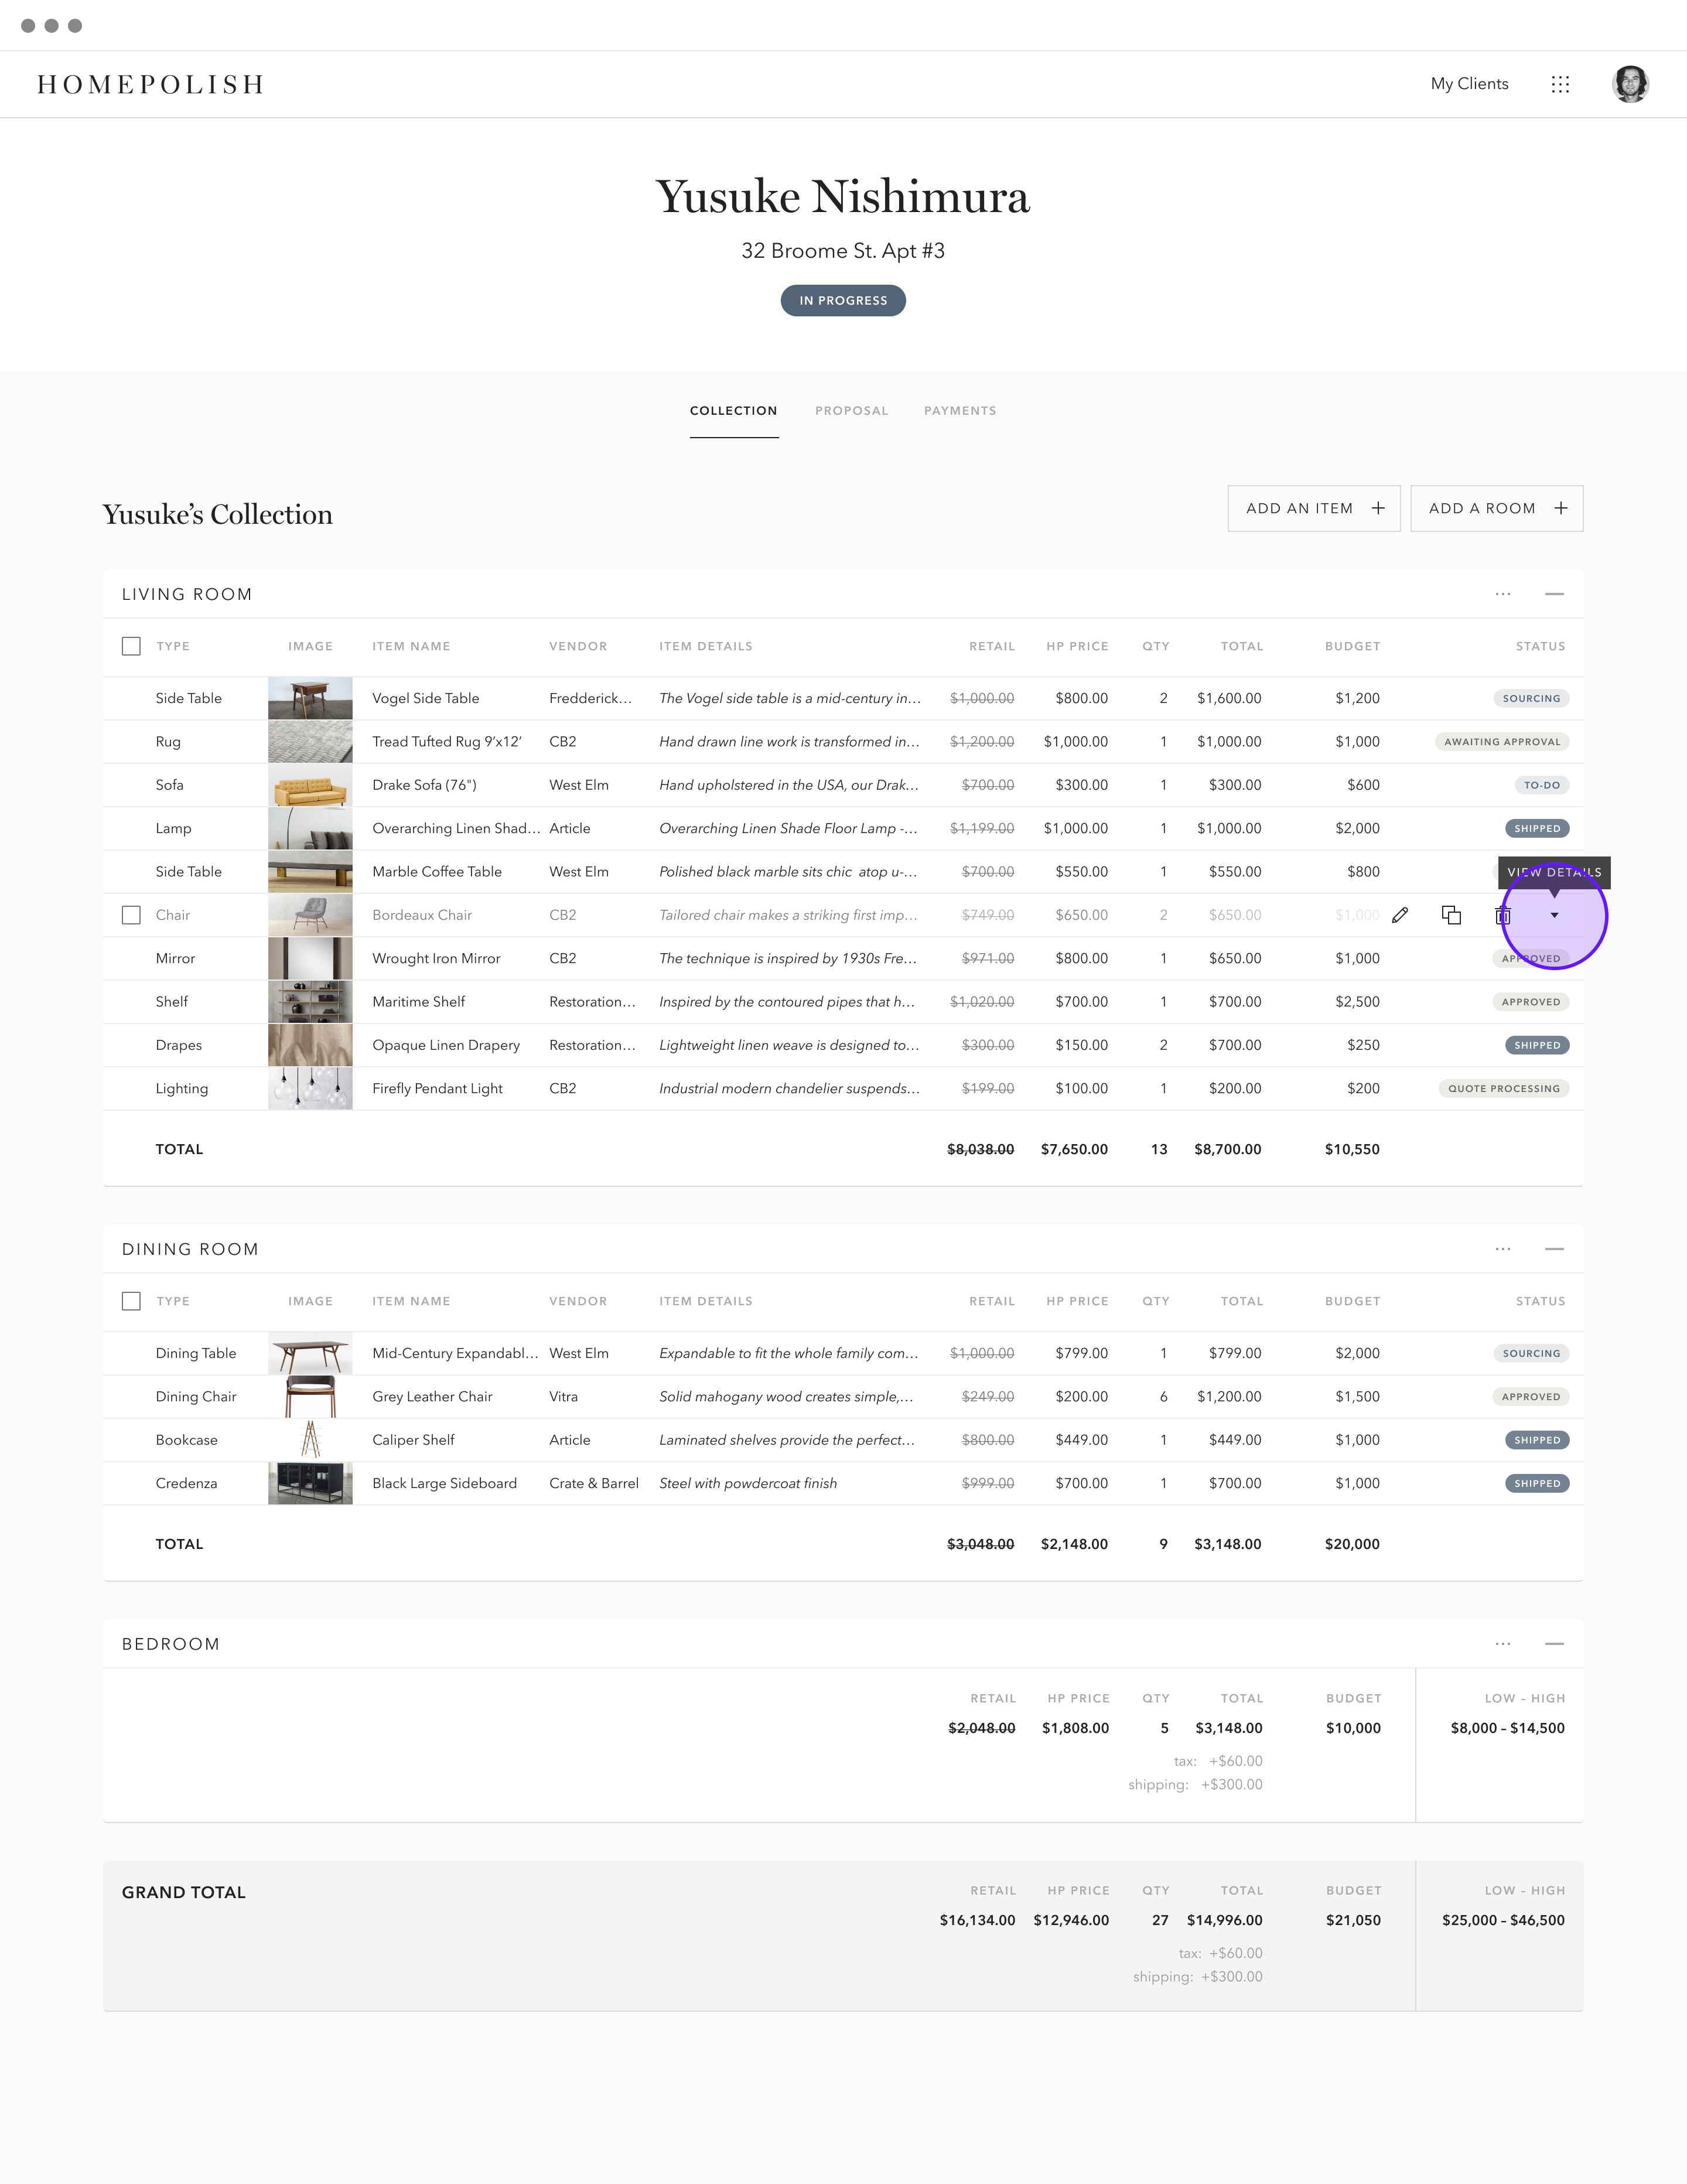 HOMEPOLISH
My Clients
Yusuke Nishimura
32 Broome St. Apt #3
IN PROGRESS
COLLECTION PROPOSAL PAYMENTS
Yusuke’s Collection
ADD AN ITEM +
ADD A ROOM +
LIVING ROOM
TYPE IMAGE ITEM NAME VENDOR ITEM DETAILS RETAIL HP PRICE QTY TOTAL BUDGET STATUS
Side Table Vogel Side Table Fredderick… The Vogel side table is a mid-century in… $1,000.00 $800.00 2 $1,600.00 $1,200 SOURCING
Rug Tread Tufted Rug 9’x12’ CB2 Hand drawn line work is transformed in… $1,200.00 $1,000.00 1 $1,000.00 $1,000 AWAITING APPROVAL
Sofa Drake Sofa (76") West Elm Hand upholstered in the USA, our Drak… $700.00 $300.00 1 $300.00 $600 TO-DO
Lamp Overarching Linen Shad… Article Overarching Linen Shade Floor Lamp -… $1,199.00 $1,000.00 1 $1,000.00 $2,000 SHIPPED
Side Table Marble Coffee Table West Elm Polished black marble sits chic atop u-… $700.00 $550.00 1 $550.00 $800
VIEW DETAILS
Chair Bordeaux Chair CB2 Tailored chair makes a striking first imp… $749.00 $650.00 2 $650.00 $1,000
Mirror Wrought Iron Mirror CB2 The technique is inspired by 1930s Fre… $971.00 $800.00 1 $650.00 $1,000 APPROVED
Shelf Maritime Shelf Restoration… Inspired by the contoured pipes that h… $1,020.00 $700.00 1 $700.00 $2,500 APPROVED
Drapes Opaque Linen Drapery Restoration… Lightweight linen weave is designed to… $300.00 $150.00 2 $700.00 $250 SHIPPED
Lighting Firefly Pendant Light CB2 Industrial modern chandelier suspends… $199.00 $100.00 1 $200.00 $200 QUOTE PROCESSING
TOTAL $8,038.00 $7,650.00 13 $8,700.00 $10,550
DINING ROOM
TYPE IMAGE ITEM NAME VENDOR ITEM DETAILS RETAIL HP PRICE QTY TOTAL BUDGET STATUS
Dining Table Mid-Century Expandabl… West Elm Expandable to fit the whole family com… $1,000.00 $799.00 1 $799.00 $2,000 SOURCING
Dining Chair Grey Leather Chair Vitra Solid mahogany wood creates simple,… $249.00 $200.00 6 $1,200.00 $1,500 APPROVED
Bookcase Caliper Shelf Article Laminated shelves provide the perfect… $800.00 $449.00 1 $449.00 $1,000 SHIPPED
Credenza Black Large Sideboard Crate & Barrel Steel with powdercoat finish $999.00 $700.00 1 $700.00 $1,000 SHIPPED
TOTAL $3,048.00 $2,148.00 9 $3,148.00 $20,000
BEDROOM
RETAIL HP PRICE QTY TOTAL BUDGET LOW – HIGH
$2,048.00 $1,808.00 5 $3,148.00 $10,000 $8,000 – $14,500
tax: +$60.00
shipping: +$300.00
GRAND TOTAL
RETAIL HP PRICE QTY TOTAL BUDGET LOW – HIGH
$16,134.00 $12,946.00 27 $14,996.00 $21,050 $25,000 – $46,500
tax: +$60.00
shipping: +$300.00